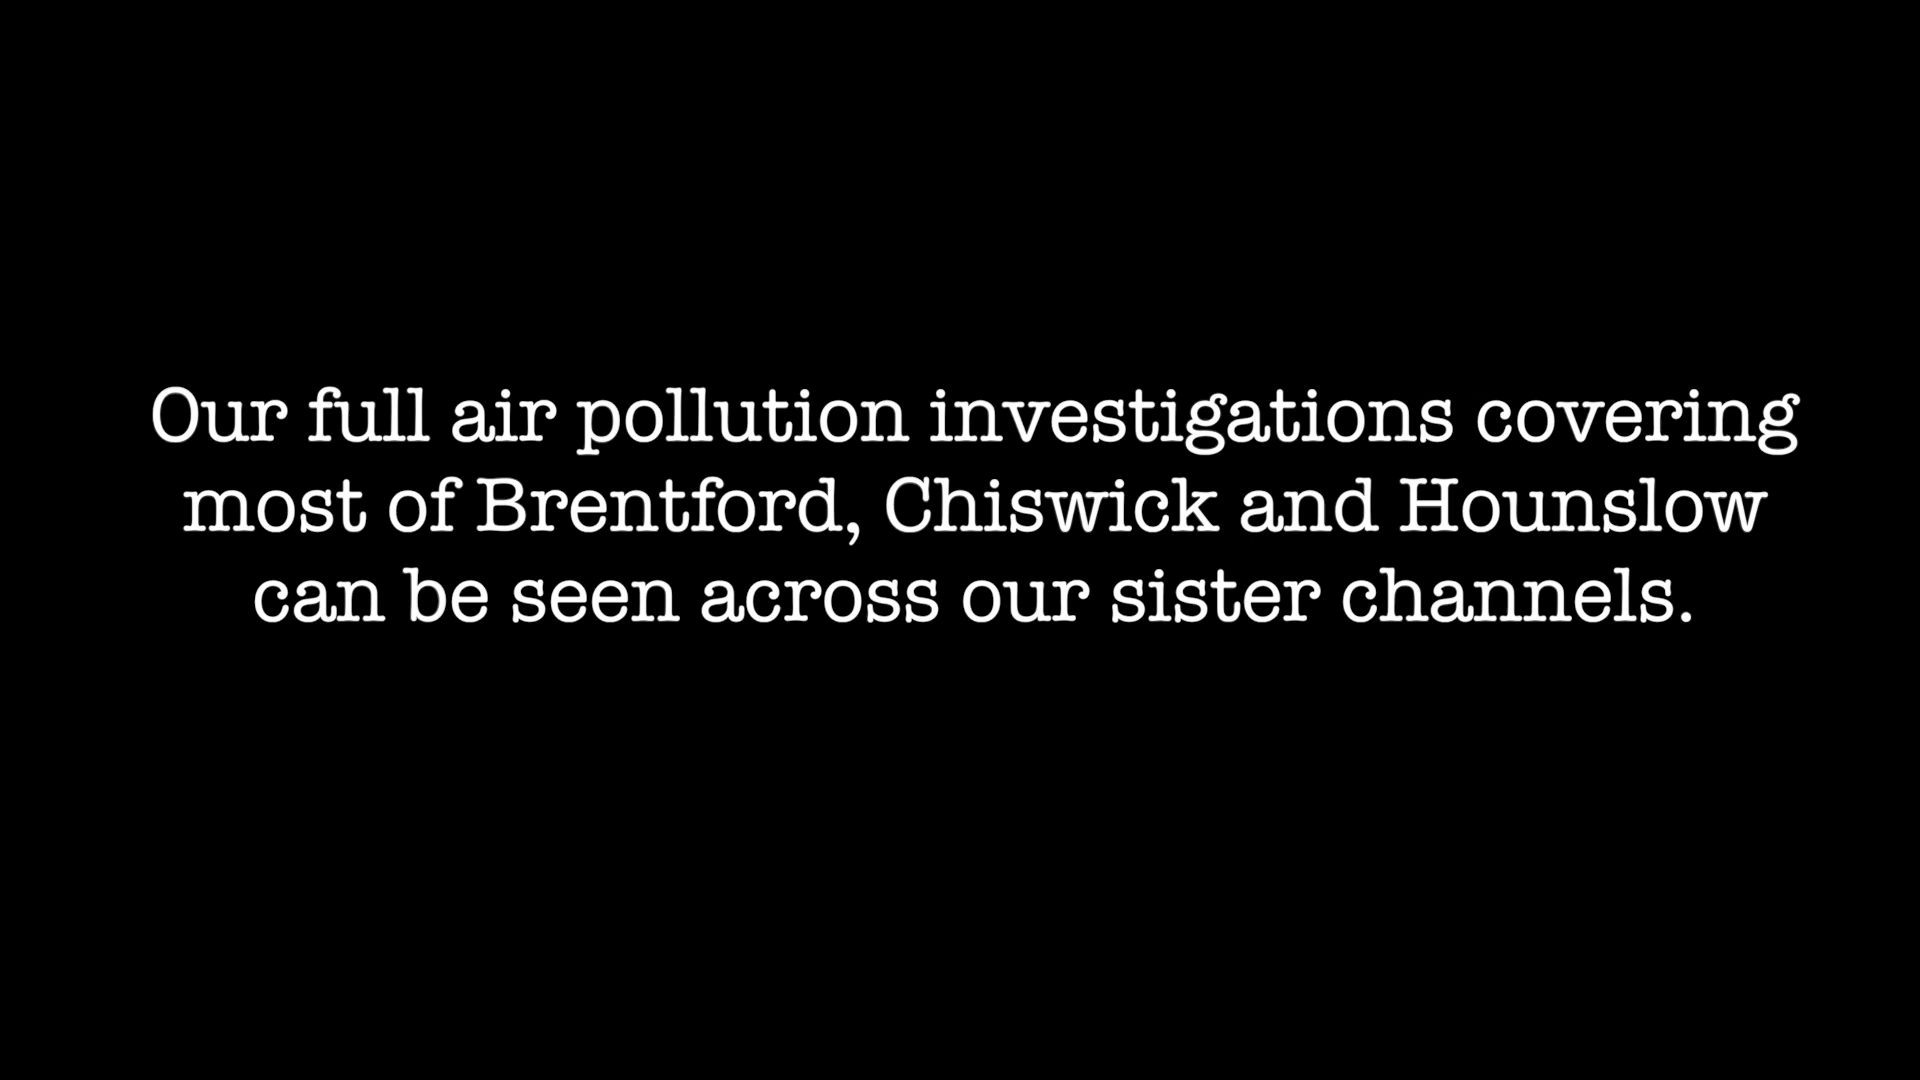 Our full air pollution investigations covering
most of Brentford, Chiswick and Hounslow
can be seen across our sister channels.